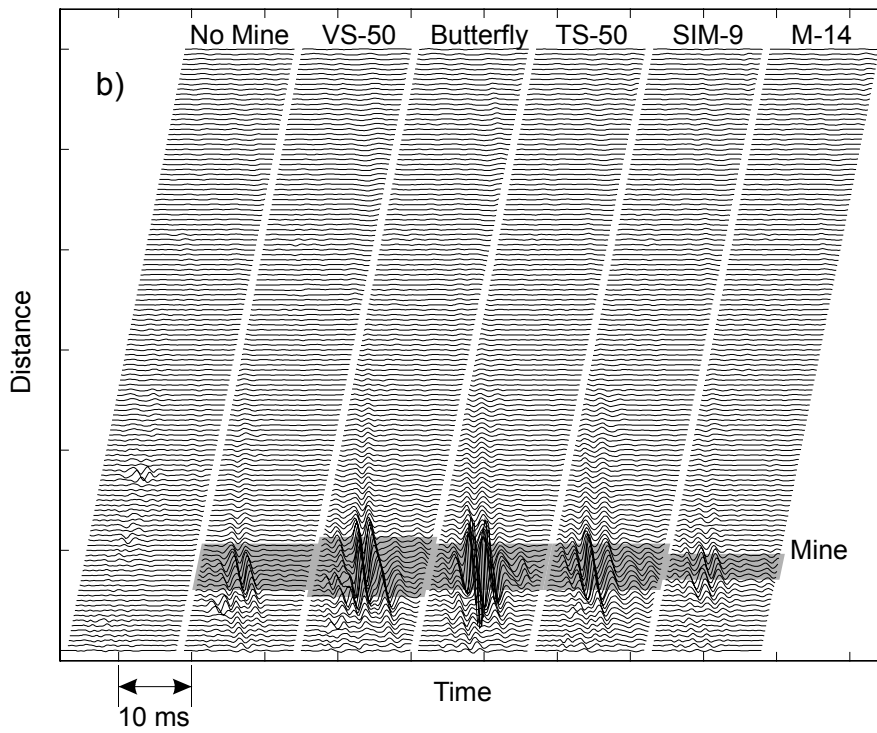 No Mine VS-50 Butterfly TS-50 SIM-9 M-14
b)
Distance
Mine
Time
10 ms